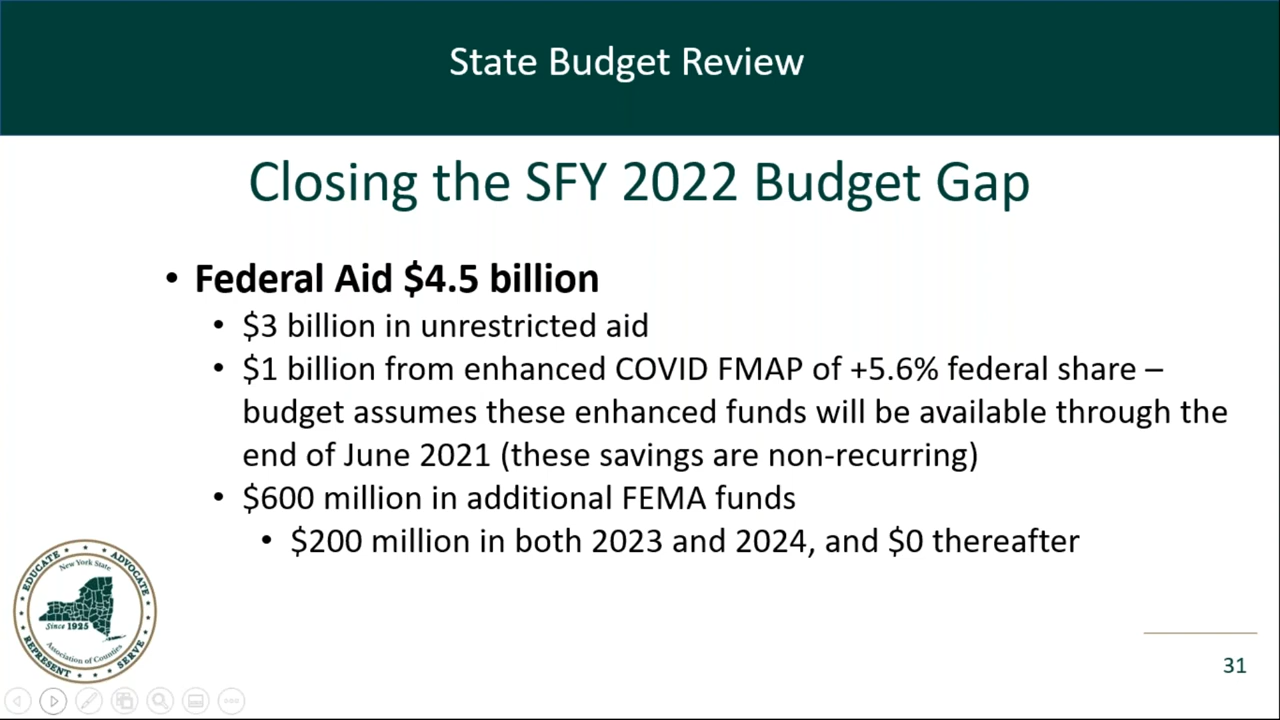 State Budget Review
Closing the SFY 2022 Budget Gap
• Federal Aid $4.5 billion
• $3 billion in unrestricted aid
• $1 billion from enhanced COVID FMAP of +5.6% federal share –
budget assumes these enhanced funds will be available through the
end of June 2021 (these savings are non-recurring)
• $600 million in additional FEMA funds
• $200 million in both 2023 and 2024, and $0 thereafter
EDUCATE ADVOCATE
New York State
Since 1925
Association of Counties
REPRESENT SERVE
31